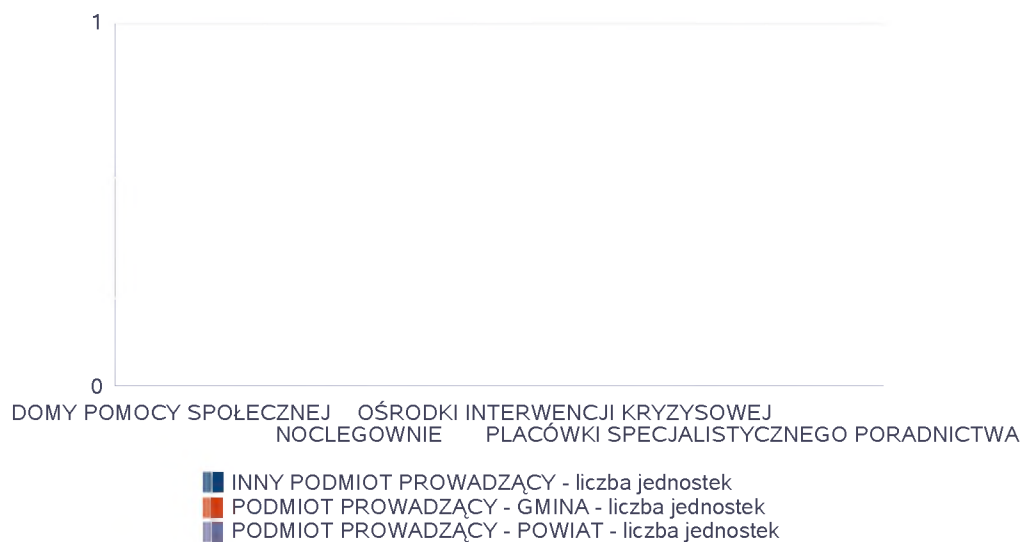 1
0
DOMY POMOCY SPOŁECZNEJ OŚRODKI INTERWENCJI KRYZYSOWEJ
NOCLEGOWNIE PLACÓWKI SPECJALISTYCZNEGO PORADNICTWA
INNY PODMIOT PROWADZĄCY - liczba jednostek
PODMIOT PROWADZĄCY - GMINA - liczba jednostek
PODMIOT PROWADZĄCY - POWIAT - liczba jednostek